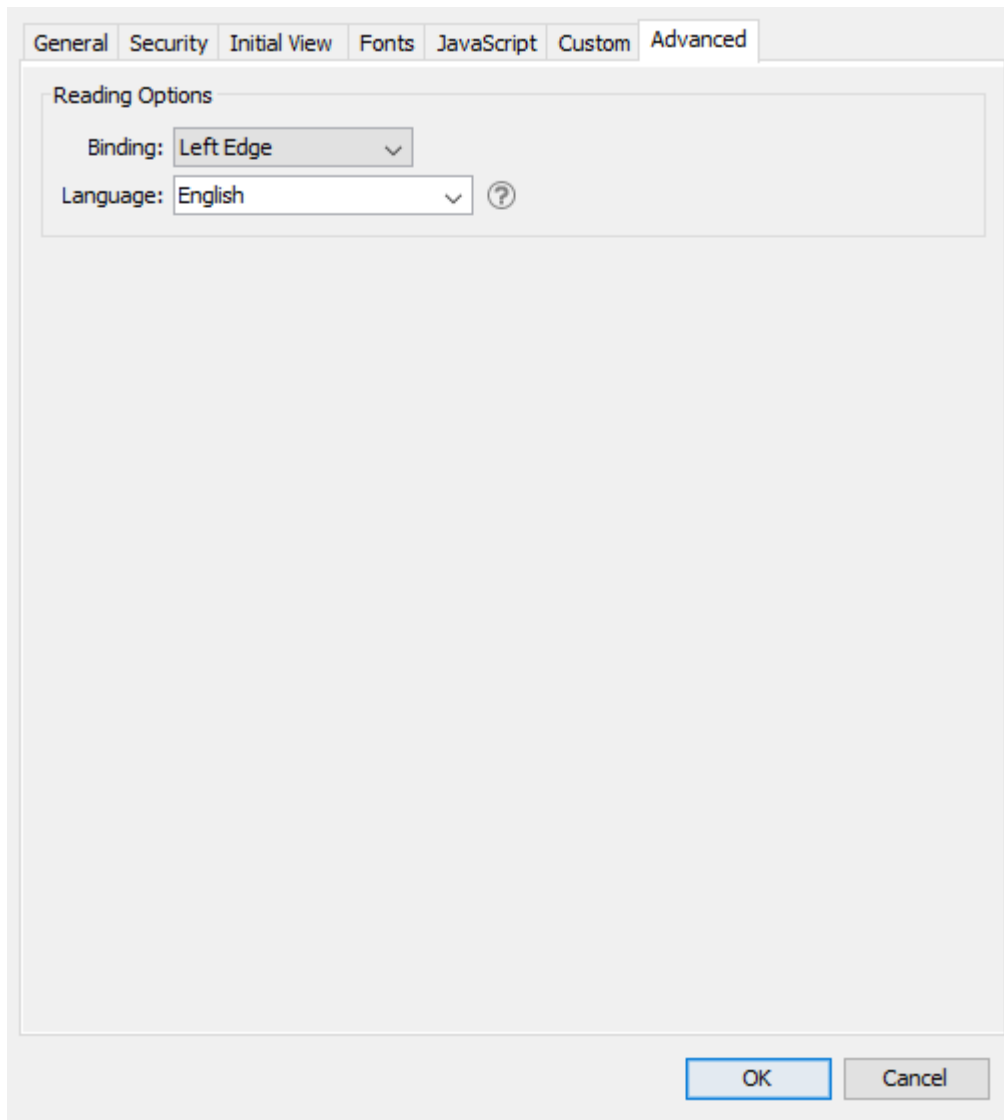 General Security Initial View Fonts JavaScript Custom Advanced
Reading Options
Binding: Left Edge
Language: English ?
OK Cancel